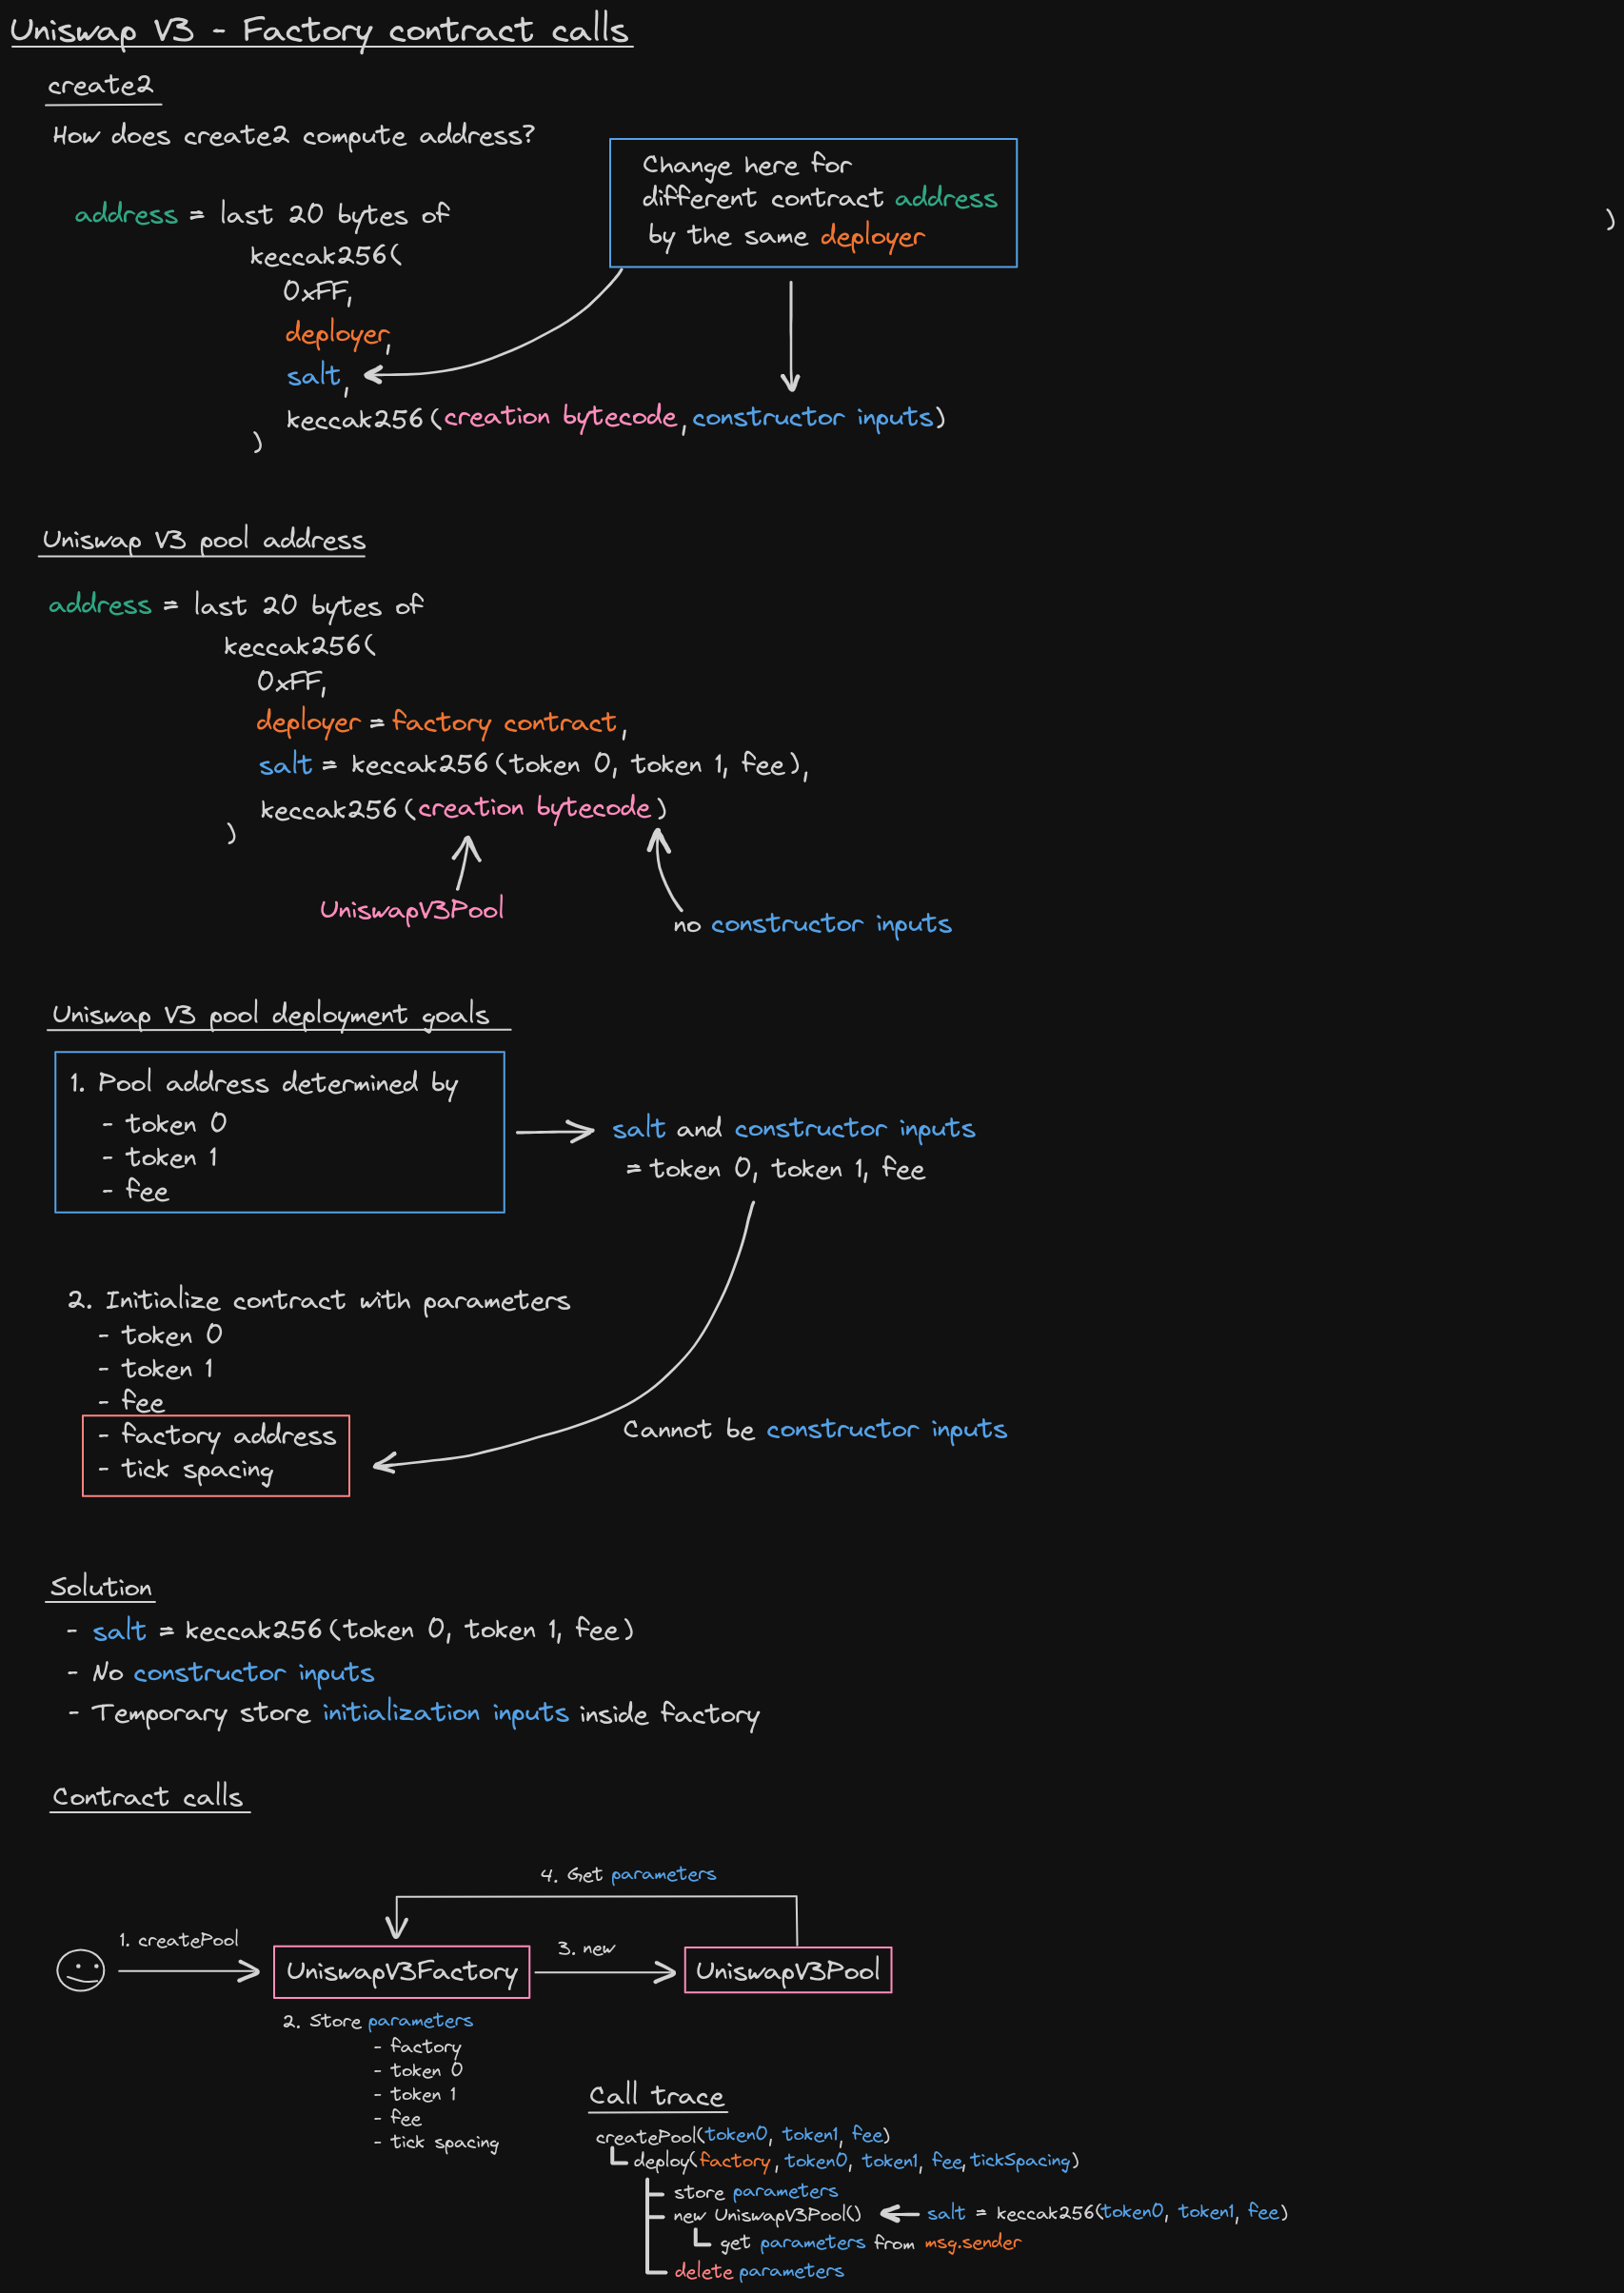 Uniswap V3 - Factory contract calls
create2
How does create2 compute address?
Change here for
different contract address
by the same deployer
address = last 20 bytes of
keccak256(
0xFF,
deployer,
salt,
keccak256(creation bytecode, constructor inputs)
)
)
Uniswap V3 pool address
address = last 20 bytes of
keccak256(
0xFF,
deployer = factory contract,
salt = keccak256(token 0, token 1, fee),
keccak256(creation bytecode)
)
UniswapV3Pool
no constructor inputs
Uniswap V3 pool deployment goals
1. Pool address determined by
- token 0
- token 1
- fee
salt and constructor inputs
= token 0, token 1, fee
2. Initialize contract with parameters
- token 0
- token 1
- fee
- factory address
- tick spacing
Cannot be constructor inputs
Solution
- salt = keccak256(token 0, token 1, fee)
- No constructor inputs
- Temporary store initialization inputs inside factory
Contract calls
4. Get parameters
1. createPool
UniswapV3Factory
3. new
UniswapV3Pool
2. Store parameters
- factory
- token 0
- token 1
- fee
- tick spacing
Call trace
createPool(token0, token1, fee)
deploy(factory, token0, token1, fee, tickSpacing)
store parameters
new UniswapV3Pool()
salt = keccak256(token0, token1, fee)
get parameters from msg.sender
delete parameters